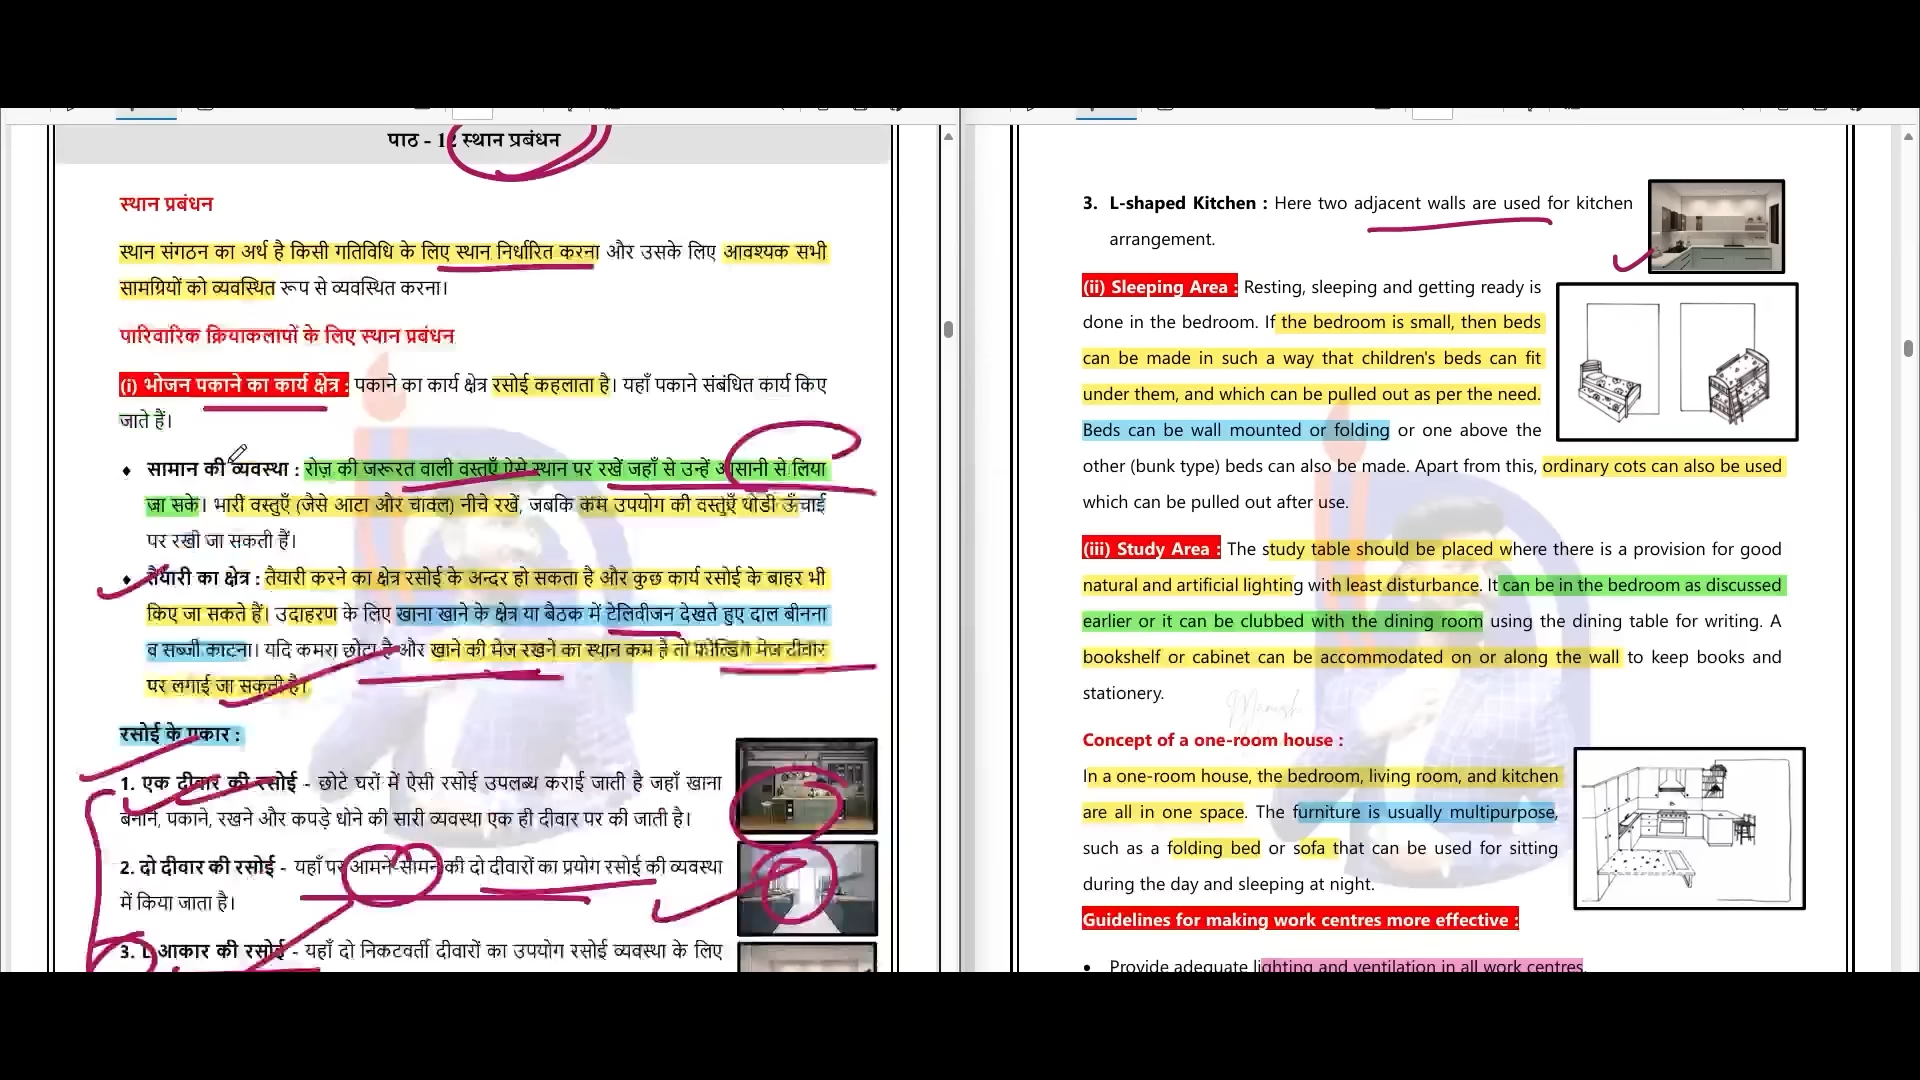 पाठ - 12 स्थान प्रबंधन
स्थान प्रबंधन
स्थान संगठन का अर्थ है किसी गतिविधि के लिए स्थान निर्धारित करना और उसके लिए आवश्यक सभी
सामग्रियों को व्यवस्थित रूप से व्यवस्थित करना।
पारिवारिक क्रियाकलापों के लिए स्थान प्रबंधन
(i) भोजन पकाने का कार्य क्षेत्र : पकाने का कार्य क्षेत्र रसोई कहलाता है। यहाँ पकाने संबंधित कार्य किए
जाते हैं।
♦ सामान की व्यवस्था : रोज़ की जरूरत वाली वस्तुएँ ऐसे स्थान पर रखें जहाँ से उन्हें आसानी से लिया
जा सके। भारी वस्तुएँ (जैसे आटा और चावल) नीचे रखें, जबकि कम उपयोग की वस्तुएँ थोडी ऊँचाई
पर रखी जा सकती हैं।
♦ तैयारी का क्षेत्र : तैयारी करने का क्षेत्र रसोई के अन्दर हो सकता है और कुछ कार्य रसोई के बाहर भी
किए जा सकते हैं। उदाहरण के लिए खाना खाने के क्षेत्र या बैठक में टेलिवीजन देखते हुए दाल बीनना
व सब्जी काटना। यदि कमरा छोटा है और खाने की मेज रखने का स्थान कम है तो फोल्डिंग मेज दीवार
पर लगाई जा सकती है।
रसोई के प्रकार :
1. एक दीवार की रसोई - छोटे घरों में ऐसी रसोई उपलब्ध कराई जाती है जहाँ खाना
बनाने, पकाने, रखने और कपड़े धोने की सारी व्यवस्था एक ही दीवार पर की जाती है।
2. दो दीवार की रसोई - यहाँ पर आमने-सामने की दो दीवारों का प्रयोग रसोई की व्यवस्था
में किया जाता है।
3. L आकार की रसोई - यहाँ दो निकटवर्ती दीवारों का उपयोग रसोई व्यवस्था के लिए
3. L-shaped Kitchen : Here two adjacent walls are used for kitchen
arrangement.
(ii) Sleeping Area : Resting, sleeping and getting ready is
done in the bedroom. If the bedroom is small, then beds
can be made in such a way that children's beds can fit
under them, and which can be pulled out as per the need.
Beds can be wall mounted or folding or one above the
other (bunk type) beds can also be made. Apart from this, ordinary cots can also be used
which can be pulled out after use.
(iii) Study Area : The study table should be placed where there is a provision for good
natural and artificial lighting with least disturbance. It can be in the bedroom as discussed
earlier or it can be clubbed with the dining room using the dining table for writing. A
bookshelf or cabinet can be accommodated on or along the wall to keep books and
stationery.
Concept of a one-room house :
In a one-room house, the bedroom, living room, and kitchen
are all in one space. The furniture is usually multipurpose,
such as a folding bed or sofa that can be used for sitting
during the day and sleeping at night.
Guidelines for making work centres more effective :
• Provide adequate lighting and ventilation in all work centres.